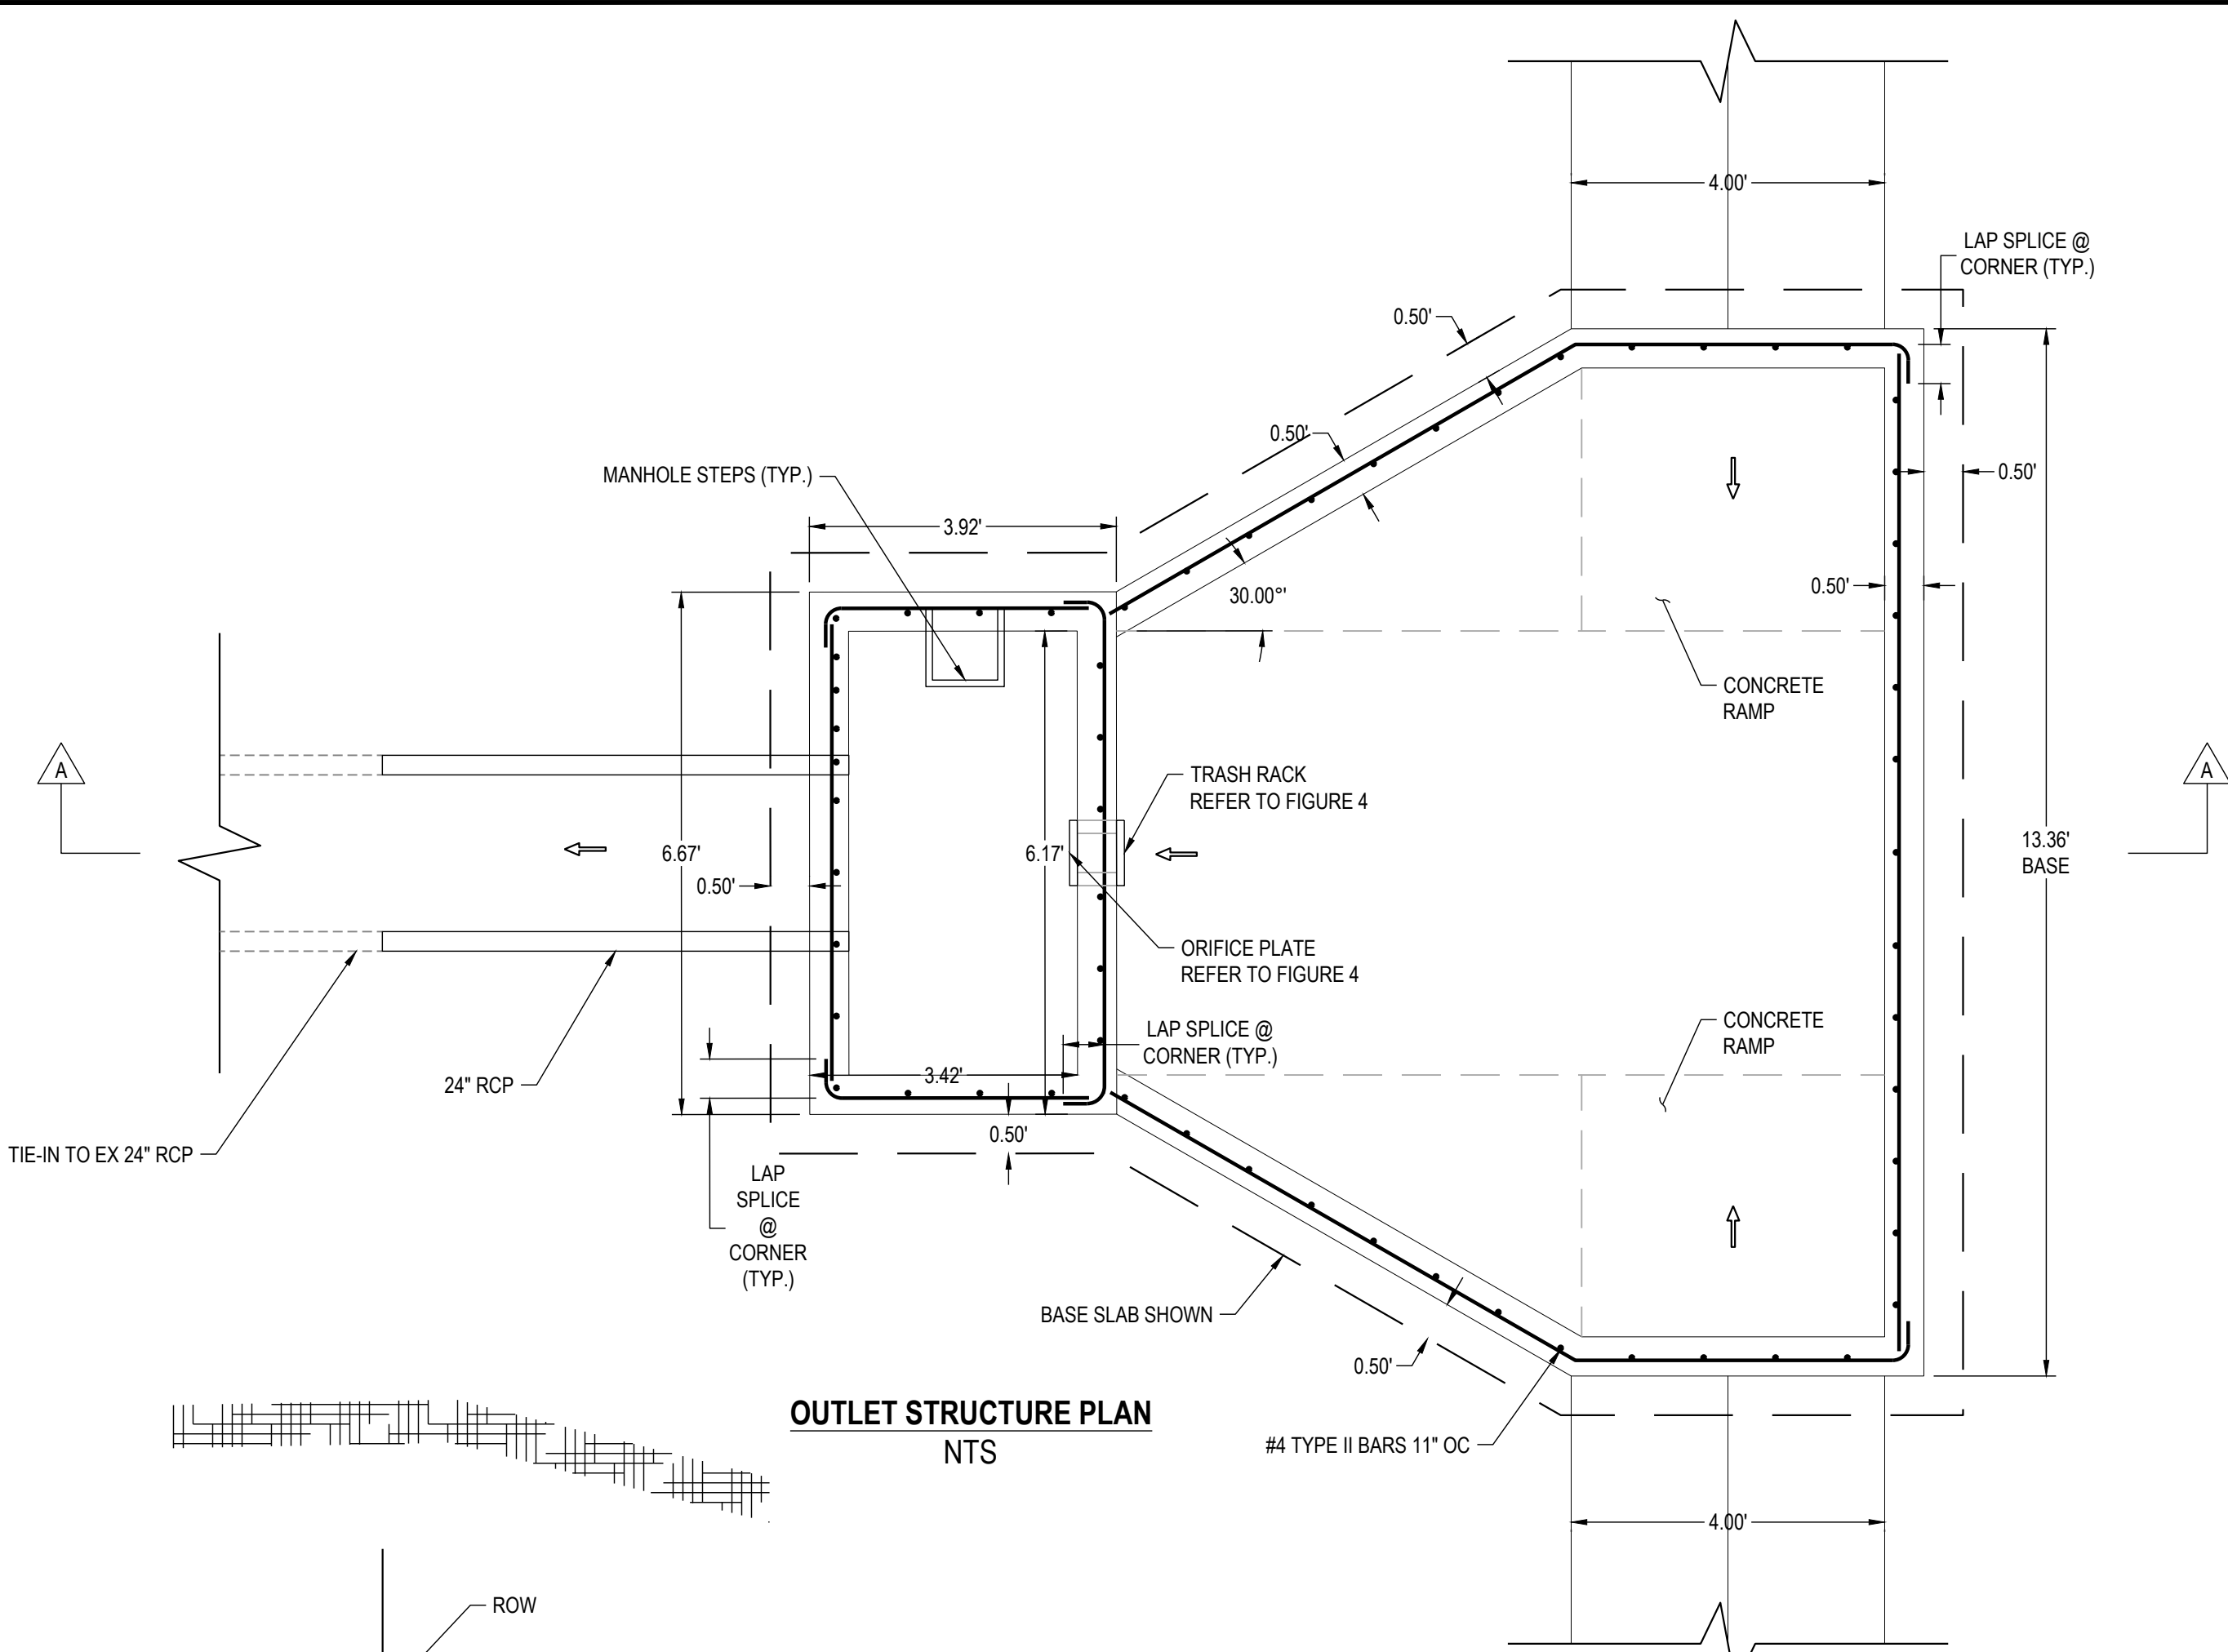 4.00'
LAP SPLICE @
CORNER (TYP.)
0.50'
0.50'
MANHOLE STEPS (TYP.)
0.50'
3.92'
30.00°'
0.50'
CONCRETE
RAMP
A
TRASH RACK
REFER TO FIGURE 4
A
6.67'
6.17'
13.36'
BASE
0.50'
ORIFICE PLATE
REFER TO FIGURE 4
LAP SPLICE @
CORNER (TYP.)
CONCRETE
RAMP
24" RCP
3.42'
0.50'
TIE-IN TO EX 24" RCP
LAP
SPLICE
@
CORNER
(TYP.)
BASE SLAB SHOWN
0.50'
OUTLET STRUCTURE PLAN
NTS
#4 TYPE II BARS 11" OC
4.00'
ROW